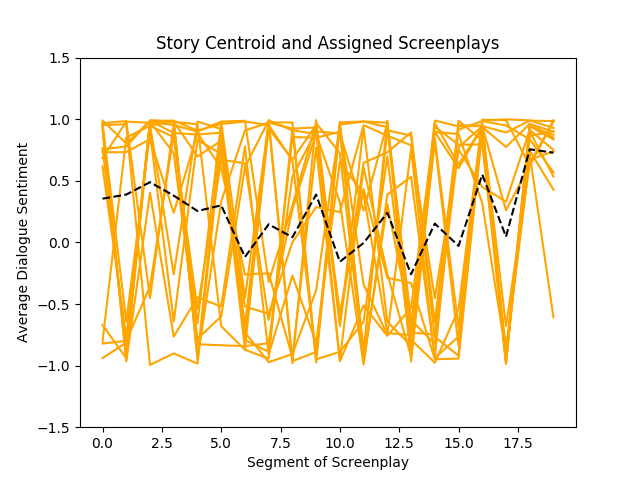 Story Centroid and Assigned Screenplays
1.5
1.0
0.5
0.0
−0.5
−1.0
−1.5
Average Dialogue Sentiment
0.0 2.5 5.0 7.5 10.0 12.5 15.0 17.5
Segment of Screenplay